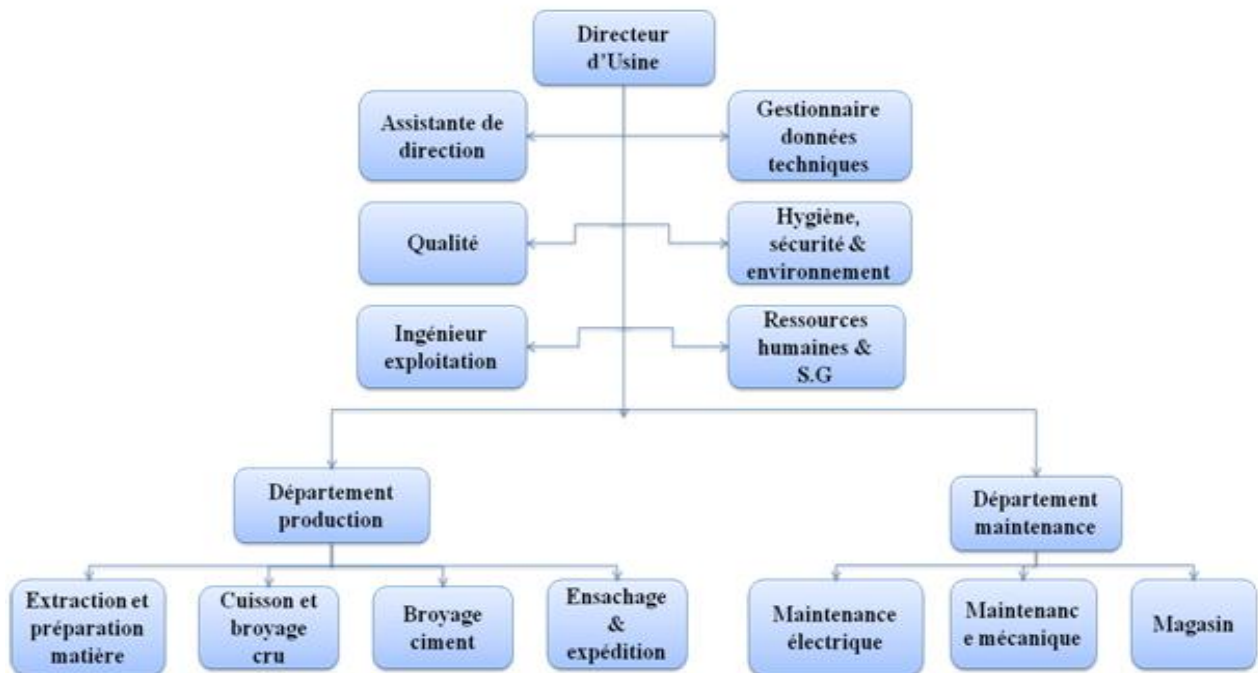 Directeur
d'Usine
Assistante de
direction
Gestionnaire
données
techniques
Qualité
Hygiène,
sécurité &
environnement
Ingénieur
exploitation
Ressources
humaines &
S.G
Département
production
Département
maintenance
Extraction et
préparation
matière
Cuisson et
broyage
cru
Broyage
ciment
Ensachage
&
expédition
Maintenance
électrique
Maintenanc
e mécanique
Magasin